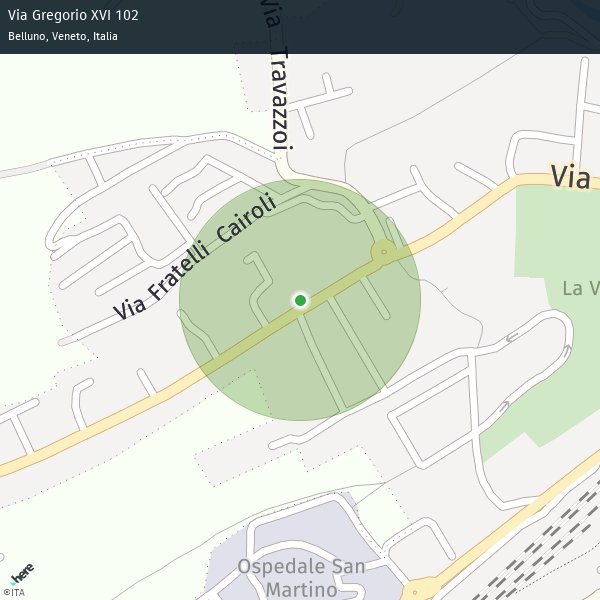 Via Gregorio XVI 102
Belluno, Veneto, Italia
Via Travazzoi
Via
Via Fratelli Cairoli
La V
Ospedale San
Martino
here
©ITA